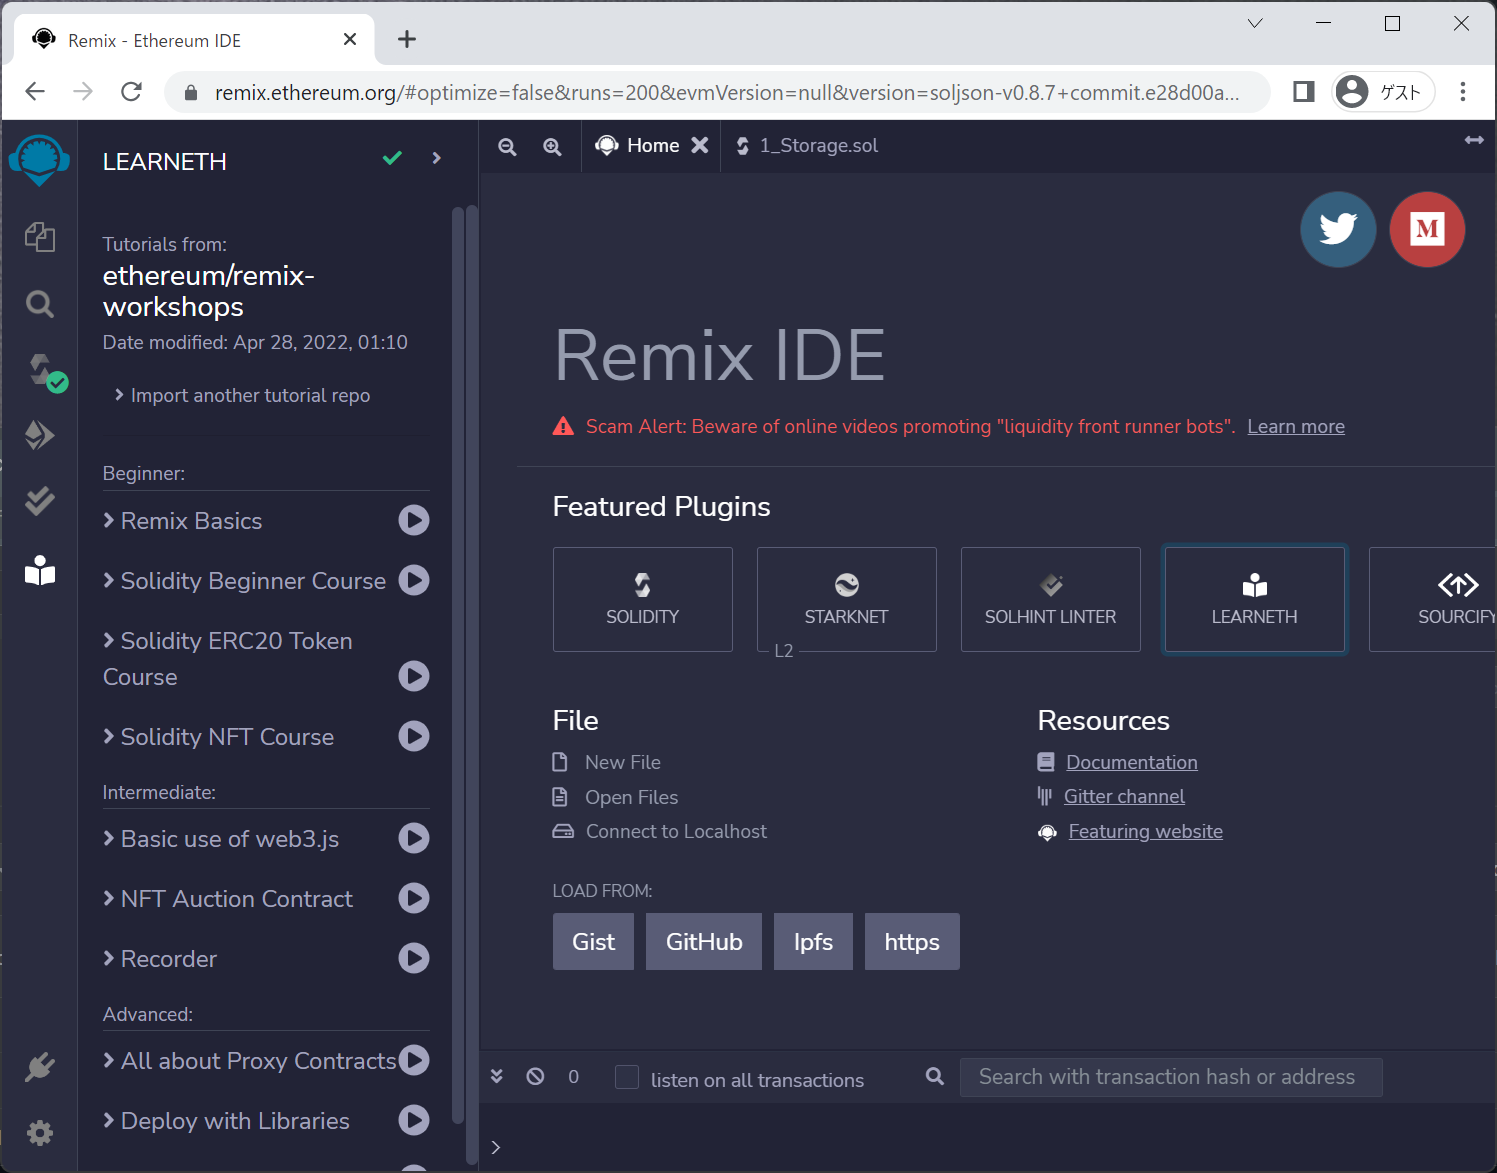 Remix - Ethereum IDE
remix.ethereum.org/#optimize=false&runs=200&evmVersion=null&version=soljson-v0.8.7+commit.e28d00a...
ゲスト
LEARNETH
Home
1_Storage.sol
Tutorials from:
ethereum/remix-
workshops
Date modified: Apr 28, 2022, 01:10
Import another tutorial repo
Beginner:
Remix Basics
Solidity Beginner Course
Solidity ERC20 Token
Course
Solidity NFT Course
Intermediate:
Basic use of web3.js
NFT Auction Contract
Recorder
Advanced:
All about Proxy Contracts
Deploy with Libraries
M
Remix IDE
Scam Alert: Beware of online videos promoting "liquidity front runner bots". Learn more
Featured Plugins
SOLIDITY
STARKNET
L2
SOLHINT LINTER
LEARNETH
SOURCIFY
File
New File
Open Files
Connect to Localhost
Resources
Documentation
Gitter channel
Featuring website
LOAD FROM:
Gist GitHub Ipfs https
0 listen on all transactions Search with transaction hash or address
>